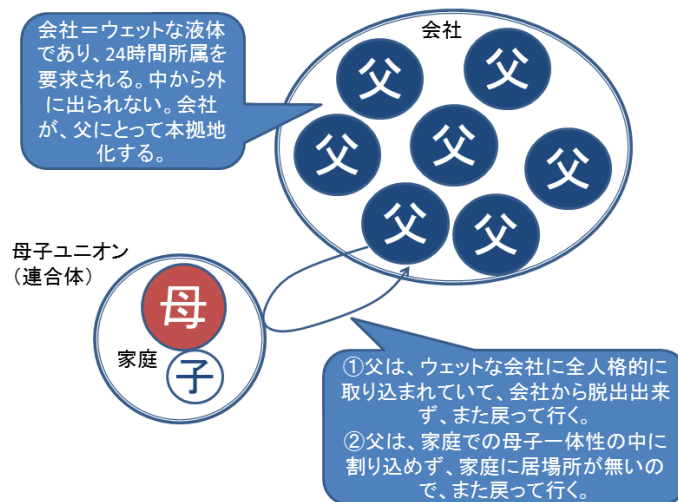 会社＝ウェットな液体
であり、24時間所属を
要求される。中から外
に出られない。会社
が、父にとって本拠地
化する。
会社
父
父
父
父
父
父
父
母子ユニオン
（連合体）
母
家庭
子
①父は、ウェットな会社に全人格的に
取り込まれていて、会社から脱出出来
ず、また戻って行く。
②父は、家庭での母子一体性の中に
割り込めず、家庭に居場所が無いの
で、また戻って行く。